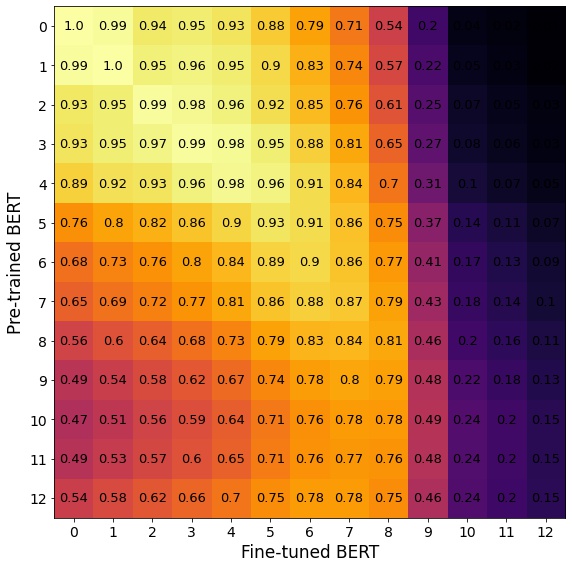 0 1.0 0.99 0.94 0.95 0.93 0.88 0.79 0.71 0.54 0.2
1 0.99 1.0 0.95 0.96 0.95 0.9 0.83 0.74 0.57 0.22 0.05
2 0.93 0.95 0.99 0.98 0.96 0.92 0.85 0.76 0.61 0.25 0.07 0.05
3 0.93 0.95 0.97 0.99 0.98 0.95 0.88 0.81 0.65 0.27 0.08 0.06
4 0.89 0.92 0.93 0.96 0.98 0.96 0.91 0.84 0.7 0.31 0.1 0.07 0.05
5 0.76 0.8 0.82 0.86 0.9 0.93 0.91 0.86 0.75 0.37 0.14 0.11 0.07
6 0.68 0.73 0.76 0.8 0.84 0.89 0.9 0.86 0.77 0.41 0.17 0.13 0.09
7 0.65 0.69 0.72 0.77 0.81 0.86 0.88 0.87 0.79 0.43 0.18 0.14 0.1
8 0.56 0.6 0.64 0.68 0.73 0.79 0.83 0.84 0.81 0.46 0.2 0.16 0.11
9 0.49 0.54 0.58 0.62 0.67 0.74 0.78 0.8 0.79 0.48 0.22 0.18 0.13
10 0.47 0.51 0.56 0.59 0.64 0.71 0.76 0.78 0.78 0.49 0.24 0.2 0.15
11 0.49 0.53 0.57 0.6 0.65 0.71 0.76 0.77 0.76 0.48 0.24 0.2 0.15
12 0.54 0.58 0.62 0.66 0.7 0.75 0.78 0.78 0.75 0.46 0.24 0.2 0.15
0 1 2 3 4 5 6 7 8 9 10 11 12
Fine-tuned BERT
Pre-trained BERT